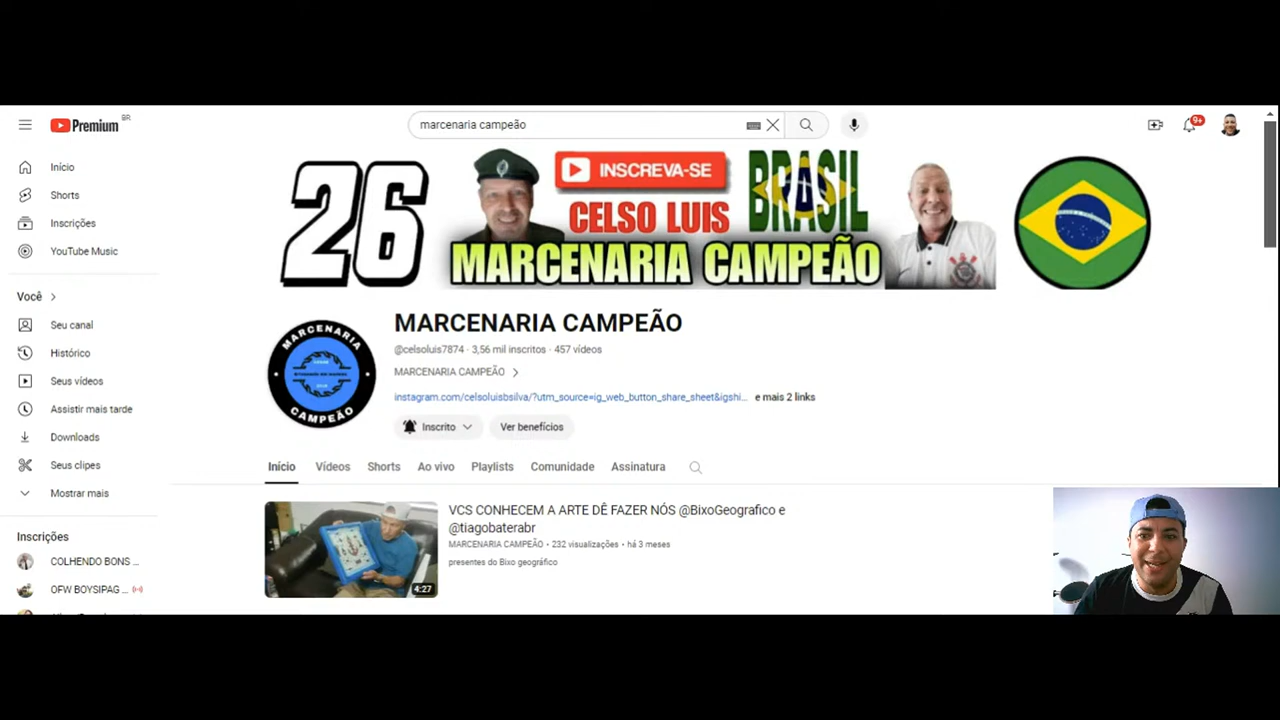 Premium BR
marcenaria campeão
9+
Início
Shorts
Inscrições
YouTube Music
Você
Seu canal
Histórico
Seus vídeos
Assistir mais tarde
Downloads
Seus clipes
Mostrar mais
Inscrições
COLHENDO BONS ...
OFW BOYSIPAG ...
26
INSCREVA-SE
CELSO LUIS
BRASIL
MARCENARIA CAMPEÃO
MARCENARIA
CAMPEÃO
MARCENARIA CAMPEÃO
@celsoluis7874 · 3,56 mil inscritos · 457 vídeos
MARCENARIA CAMPEÃO
instagram.com/celsoluisbsilva/?utm_source=ig_web_button_share_sheet&igshi... e mais 2 links
Inscrito
Ver benefícios
Início Vídeos Shorts Ao vivo Playlists Comunidade Assinatura
4:27
VCS CONHECEM A ARTE DÊ FAZER NÓS @BixoGeografico e
@tiagobaterabr
MARCENARIA CAMPEÃO • 232 visualizações • há 3 meses
presentes do Bixo geográfico